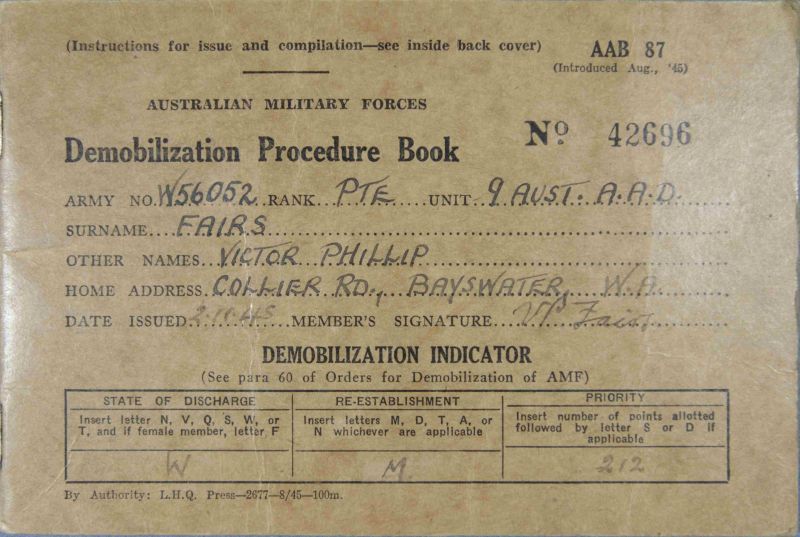 (Instructions for issue and compilation—see inside back cover)
AAB 87
(Introduced Aug., '45)
AUSTRALIAN MILITARY FORCES
Demobilization Procedure Book
No 42696
ARMY NO. W56052 RANK PTE UNIT 9 AUST. A.A.D.
SURNAME FAIRS
OTHER NAMES VICTOR PHILLIP
HOME ADDRESS COLLIER RD., BAYSWATER, W.A.
DATE ISSUED MEMBER'S SIGNATURE VP Fairs
DEMOBILIZATION INDICATOR
(See para 60 of Orders for Demobilization of AMF)
STATE OF DISCHARGE
Insert letter N, V, Q, S, W, or
T, and if female member, letter F
W
RE-ESTABLISHMENT
Insert letters M, D, T, A, or
N whichever are applicable
M
PRIORITY
Insert number of points allotted
followed by letter S or D if
applicable
212
By Authority: L.H.Q. Press—2677—8/45—100m.